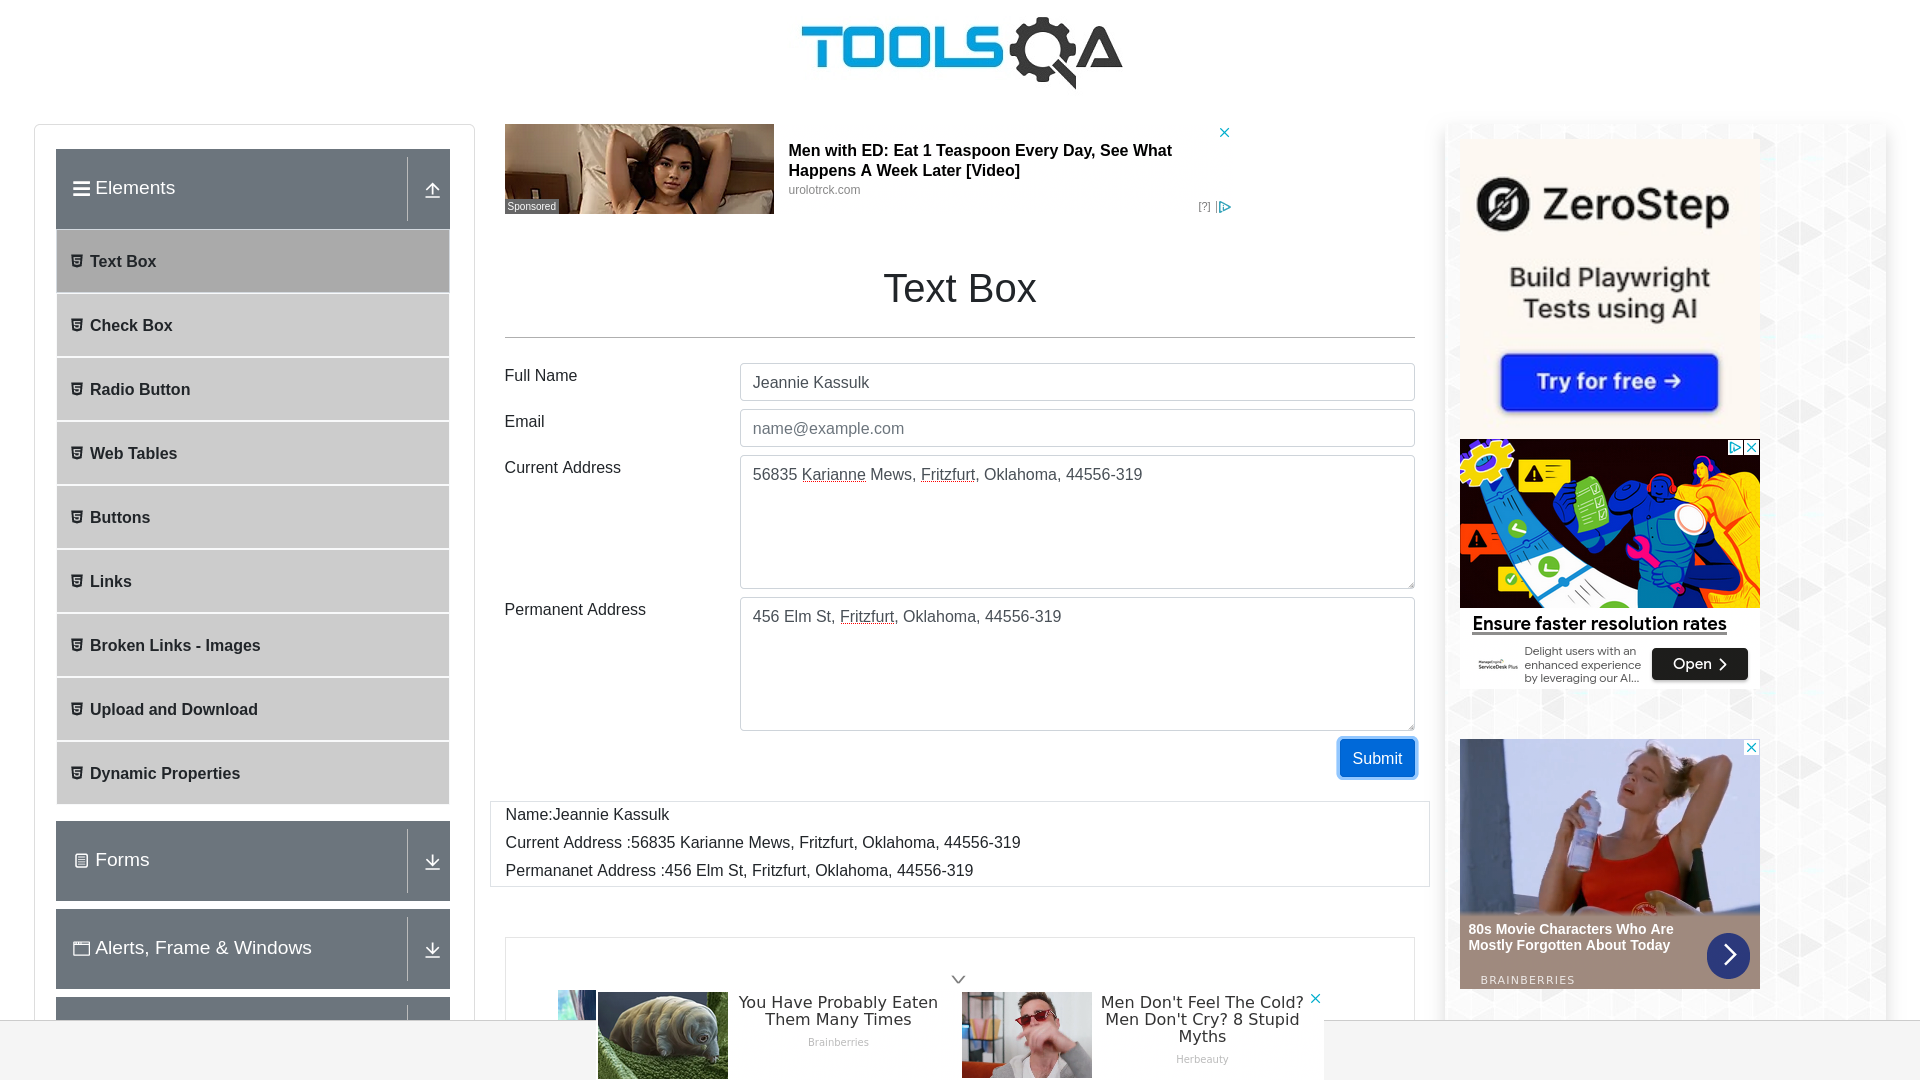 TOOLSQA
Elements
Text Box
Check Box
Radio Button
Web Tables
Buttons
Links
Broken Links - Images
Upload and Download
Dynamic Properties
Forms
Alerts, Frame & Windows
Sponsored
Men with ED: Eat 1 Teaspoon Every Day, See What
Happens A Week Later [Video]
urolotrck.com
[?]
Text Box
Full Name
Jeannie Kassulk
Email
name@example.com
Current Address
56835 Karianne Mews, Fritzfurt, Oklahoma, 44556-319
Permanent Address
456 Elm St, Fritzfurt, Oklahoma, 44556-319
Submit
Name:Jeannie Kassulk
Current Address :56835 Karianne Mews, Fritzfurt, Oklahoma, 44556-319
Permananet Address :456 Elm St, Fritzfurt, Oklahoma, 44556-319
You Have Probably Eaten
Them Many Times
Brainberries
Men Don't Feel The Cold?
Men Don't Cry? 8 Stupid
Myths
Herbeauty
ZeroStep
Build Playwright
Tests using AI
Try for free →
Ensure faster resolution rates
ManageEngine
ServiceDesk Plus
Delight users with an
enhanced experience
by leveraging our AI...
Open
80s Movie Characters Who Are
Mostly Forgotten About Today
BRAINBERRIES